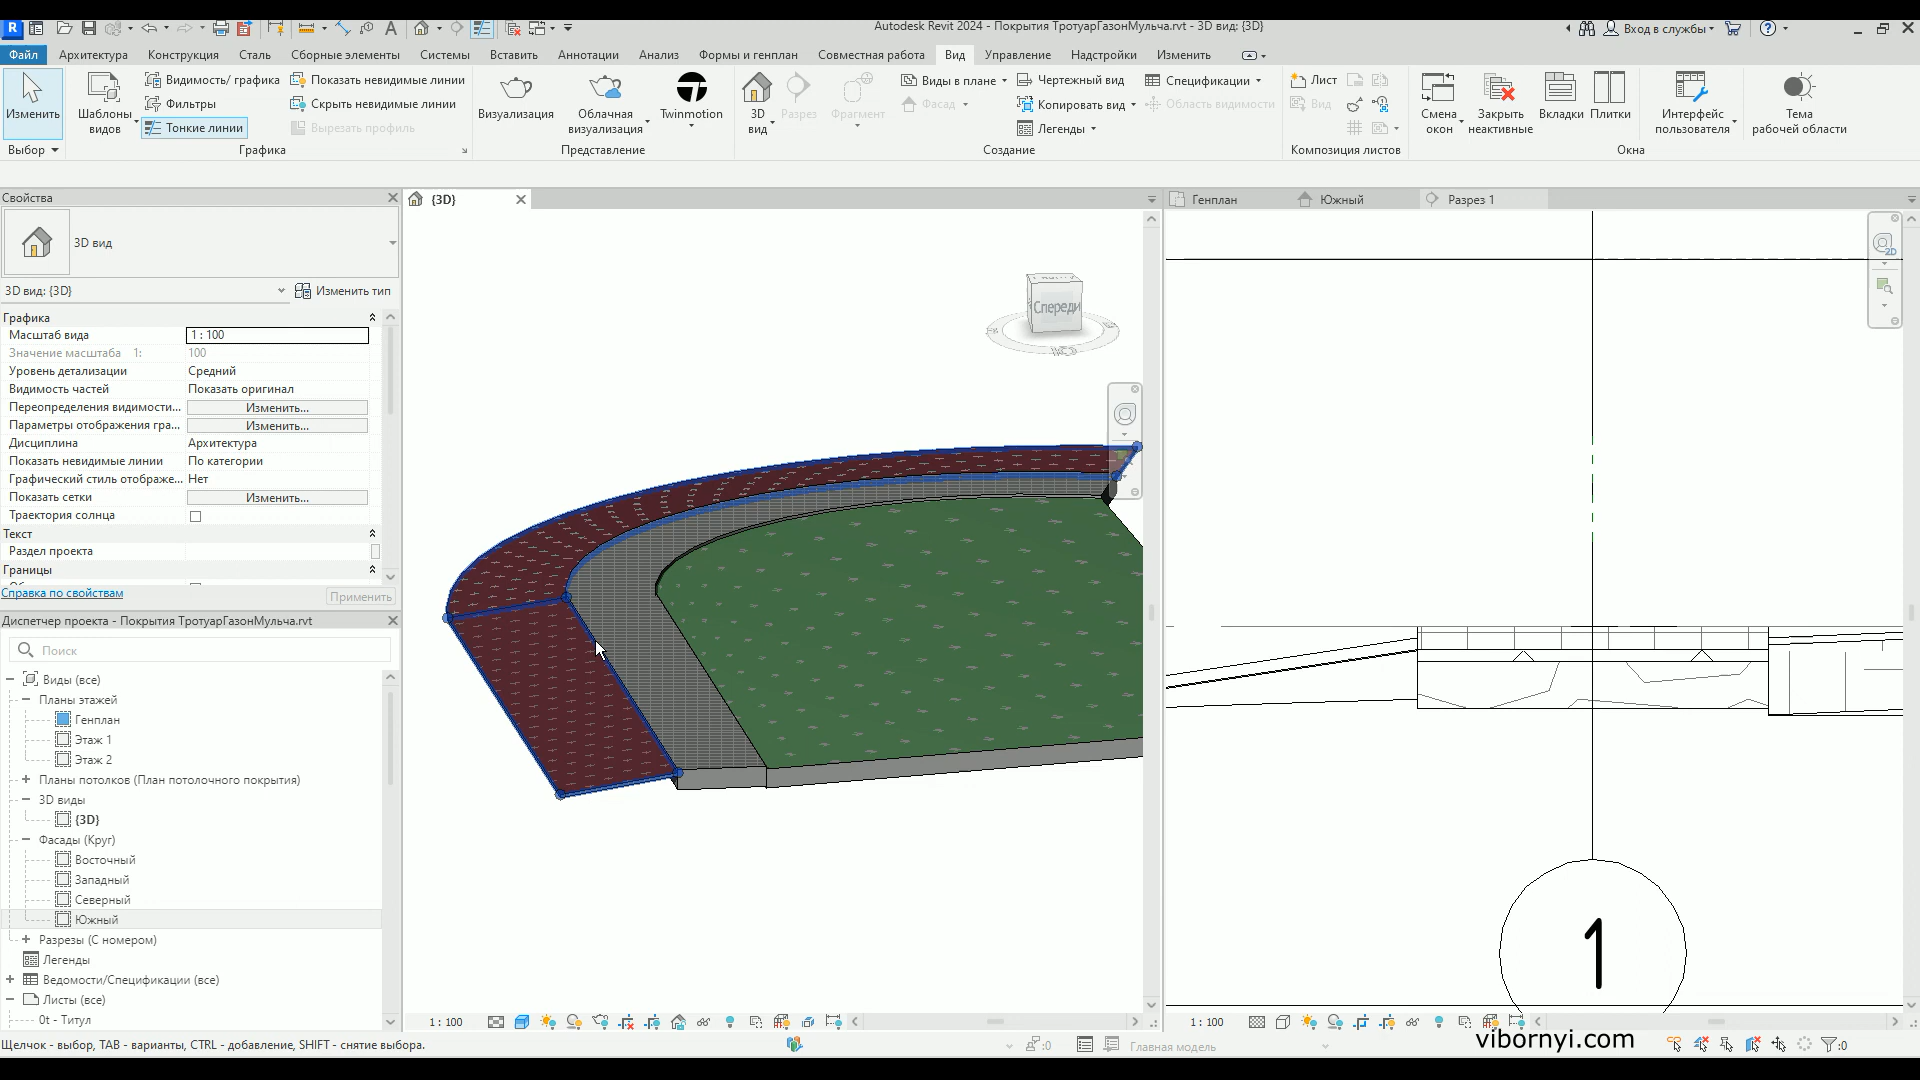 Autodesk Revit 2024 - Покрытия ТротуарГазонМульча.rvt - 3D вид: {3D}
Вход в службы
Файл Архитектура Конструкция Сталь Сборные элементы Системы Вставить Аннотации Анализ Формы и генплан Совместная работа Вид Управление Надстройки Изменить
Изменить
Шаблоны видов
Видимость/ графика
Фильтры
Тонкие линии
Показать невидимые линии
Скрыть невидимые линии
Вырезать профиль
Визуализация
Облачная визуализация
Twinmotion
3D вид
Разрез
Фрагмент
Виды в плане
Фасад
Чертежный вид
Копировать вид
Легенды
Спецификации
Область видимости
Лист
Вид
Смена окон
Закрыть неактивные
Вкладки
Плитки
Интерфейс пользователя
Тема рабочей области
Выбор Графика Представление Создание Композиция листов Окна
Свойства
3D вид
3D вид: {3D} Изменить тип
Графика
Масштаб вида 1 : 100
Значение масштаба 1: 100
Уровень детализации Средний
Видимость частей Показать оригинал
Переопределения видимости... Изменить...
Параметры отображения гра... Изменить...
Дисциплина Архитектура
Показать невидимые линии По категории
Графический стиль отображе... Нет
Показать сетки Изменить...
Траектория солнца
Текст
Раздел проекта
Границы
Справка по свойствам Применить
Диспетчер проекта - Покрытия ТротуарГазонМульча.rvt
Поиск
Виды (все)
Планы этажей
Генплан
Этаж 1
Этаж 2
Планы потолков (План потолочного покрытия)
3D виды
{3D}
Фасады (Круг)
Восточный
Западный
Северный
Южный
Разрезы (С номером)
Легенды
Ведомости/Спецификации (все)
Листы (все)
0t - Титул
{3D}
Спереди
1 : 100
Генплан Южный Разрез 1
2D
1
1 : 100
Щелчок - выбор, TAB - варианты, CTRL - добавление, SHIFT - снятие выбора.
:0
Главная модель
vibornyi.com
:0